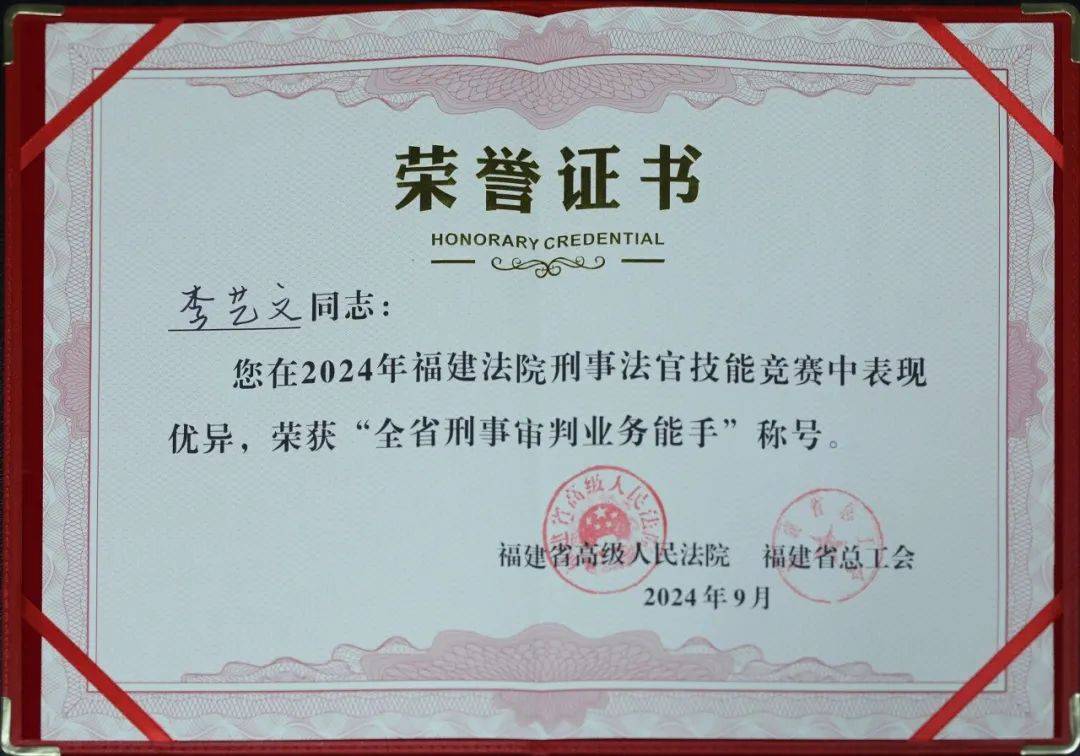 荣誉证书
HONORARY CREDENTIAL
李艺文同志：
您在2024年福建法院刑事法官技能竞赛中表现
优异，荣获“全省刑事审判业务能手”称号。
福建省高级人民法院 福建省总工会
2024年9月